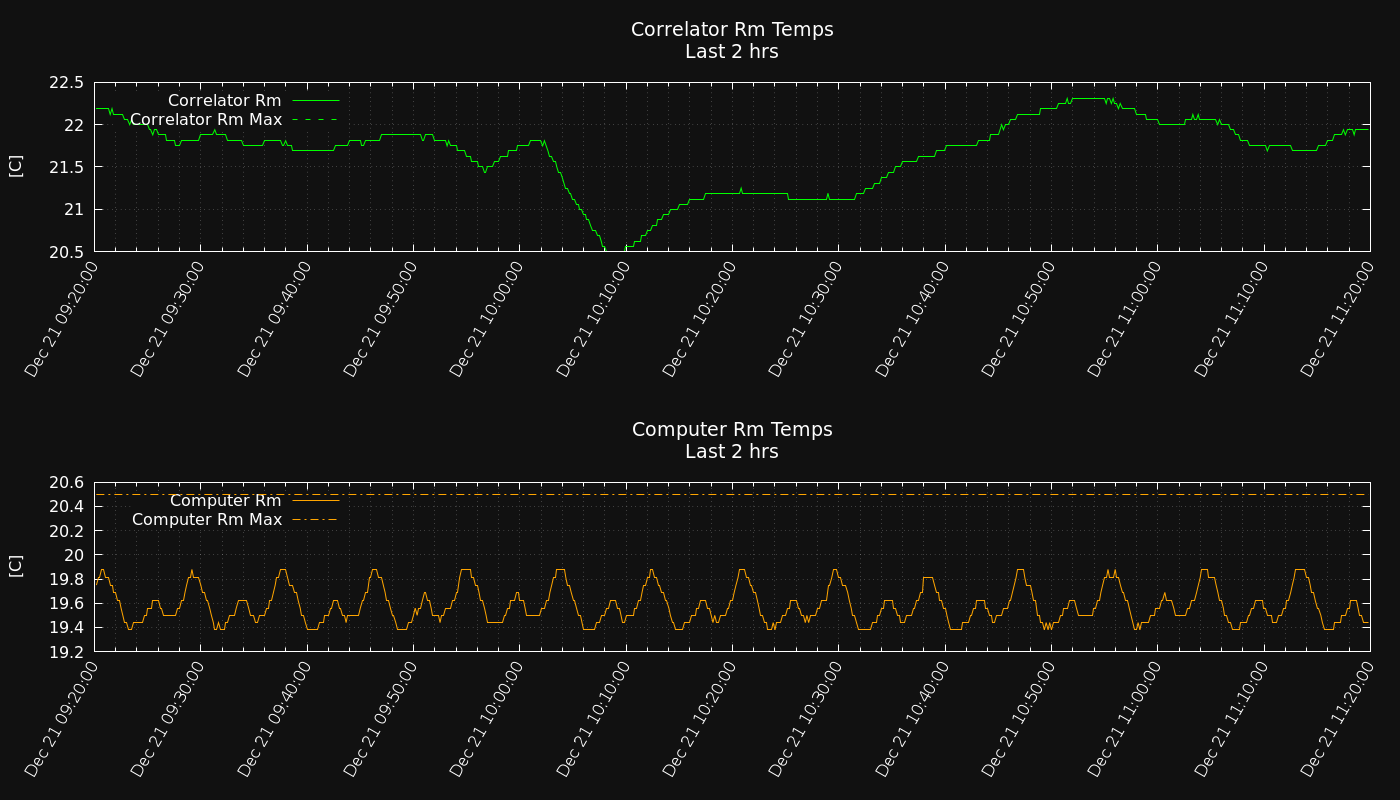 Correlator Rm Temps
Last 2 hrs
22.5
22
21.5
21
20.5
[C]
Correlator Rm
Correlator Rm Max
Dec 21 09:20:00
Dec 21 09:30:00
Dec 21 09:40:00
Dec 21 09:50:00
Dec 21 10:00:00
Dec 21 10:10:00
Dec 21 10:20:00
Dec 21 10:30:00
Dec 21 10:40:00
Dec 21 10:50:00
Dec 21 11:00:00
Dec 21 11:10:00
Dec 21 11:20:00
Computer Rm Temps
Last 2 hrs
20.6
20.4
20.2
20
19.8
19.6
19.4
19.2
[C]
Computer Rm
Computer Rm Max
Dec 21 09:20:00
Dec 21 09:30:00
Dec 21 09:40:00
Dec 21 09:50:00
Dec 21 10:00:00
Dec 21 10:10:00
Dec 21 10:20:00
Dec 21 10:30:00
Dec 21 10:40:00
Dec 21 10:50:00
Dec 21 11:00:00
Dec 21 11:10:00
Dec 21 11:20:00